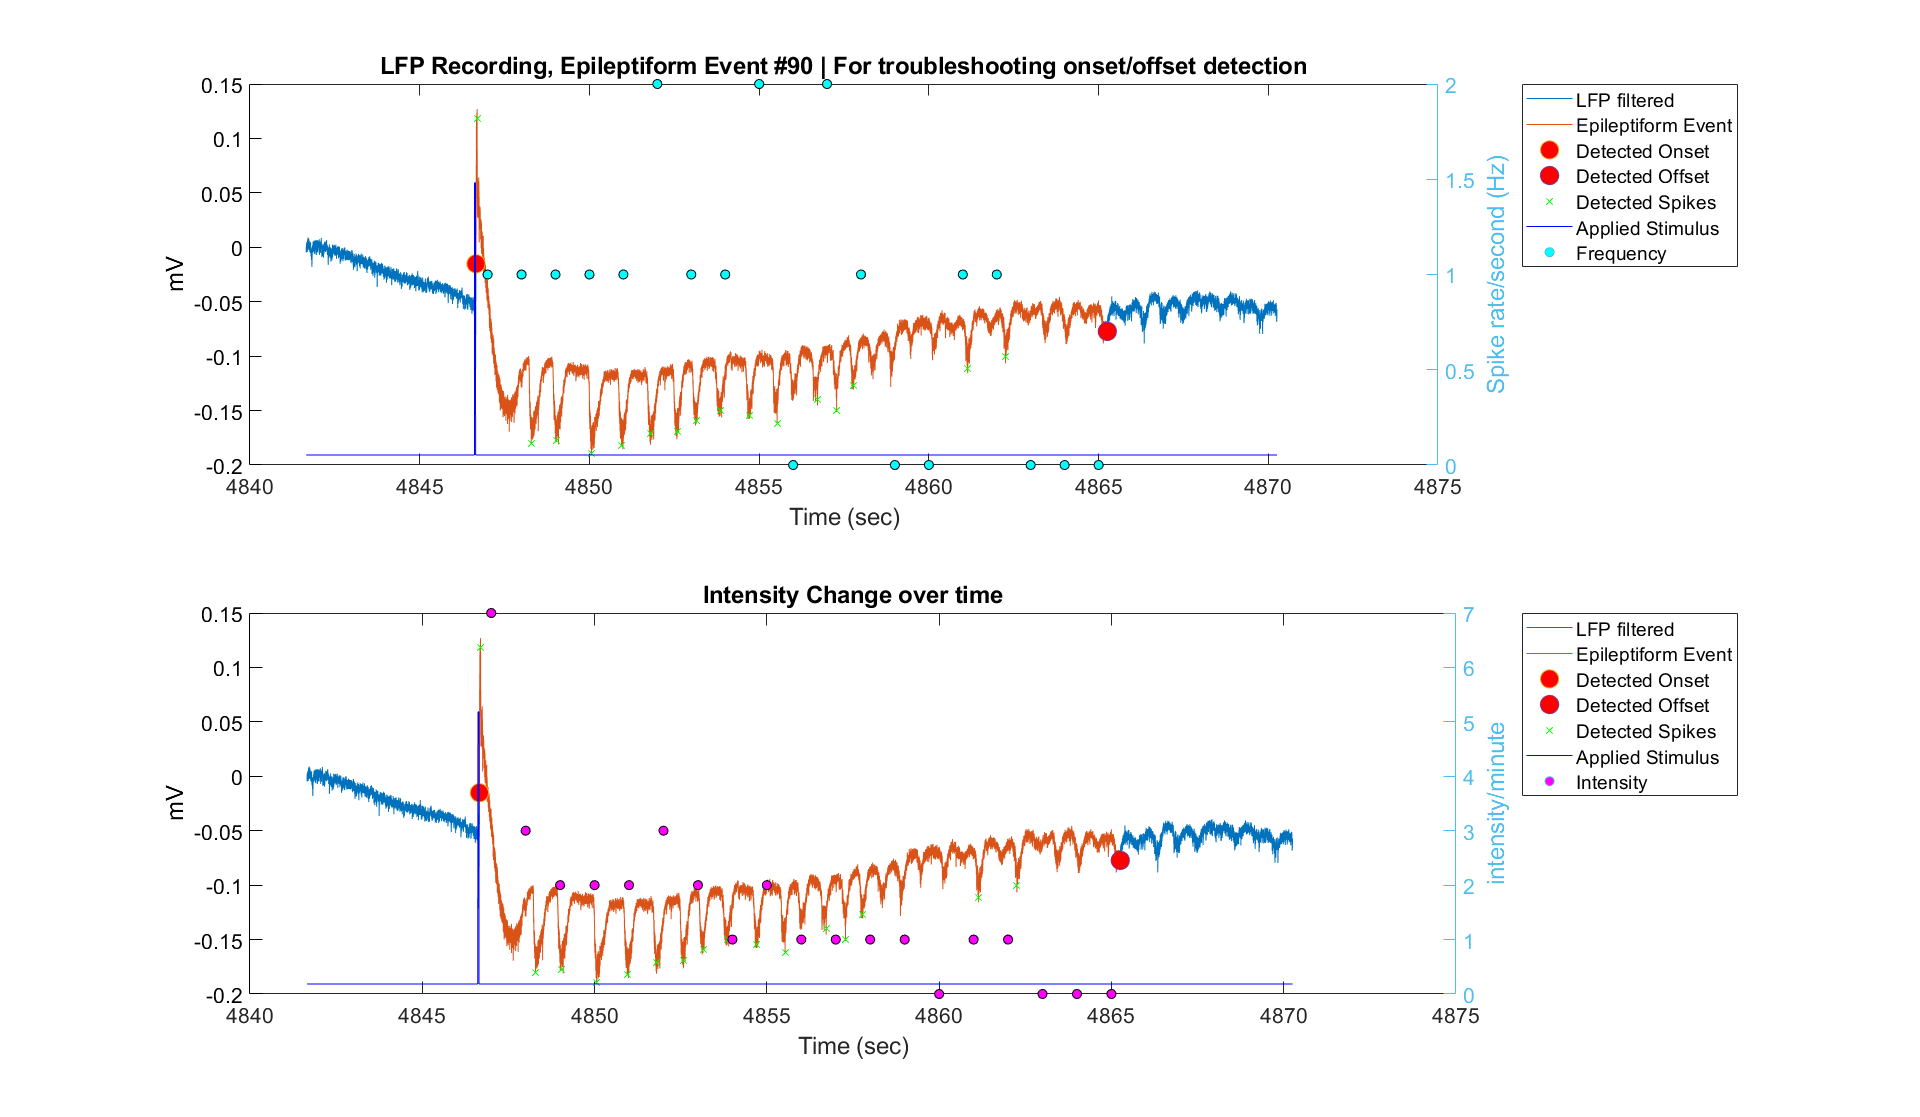 LFP Recording, Epileptiform Event #90 | For troubleshooting onset/offset detection
0.15
0.1
0.05
0
-0.05
-0.1
-0.15
-0.2
mV
4840 4845 4850 4855 4860 4865 4870 4875
Time (sec)
2
1.5
1
0.5
0
Spike rate/second (Hz)
LFP filtered
Epileptiform Event
Detected Onset
Detected Offset
Detected Spikes
Applied Stimulus
Frequency
Intensity Change over time
0.15
0.1
0.05
0
-0.05
-0.1
-0.15
-0.2
mV
4840 4845 4850 4855 4860 4865 4870 4875
Time (sec)
7
6
5
4
3
2
1
0
intensity/minute
LFP filtered
Epileptiform Event
Detected Onset
Detected Offset
Detected Spikes
Applied Stimulus
Intensity